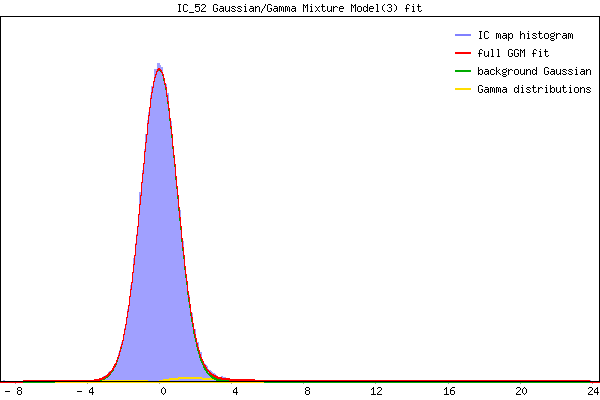 IC_52 Gaussian/Gamma Mixture Model(3) fit
IC map histogram
full GGM fit
background Gaussian
Gamma distributions
-8 -4 0 4 8 12 16 20 24